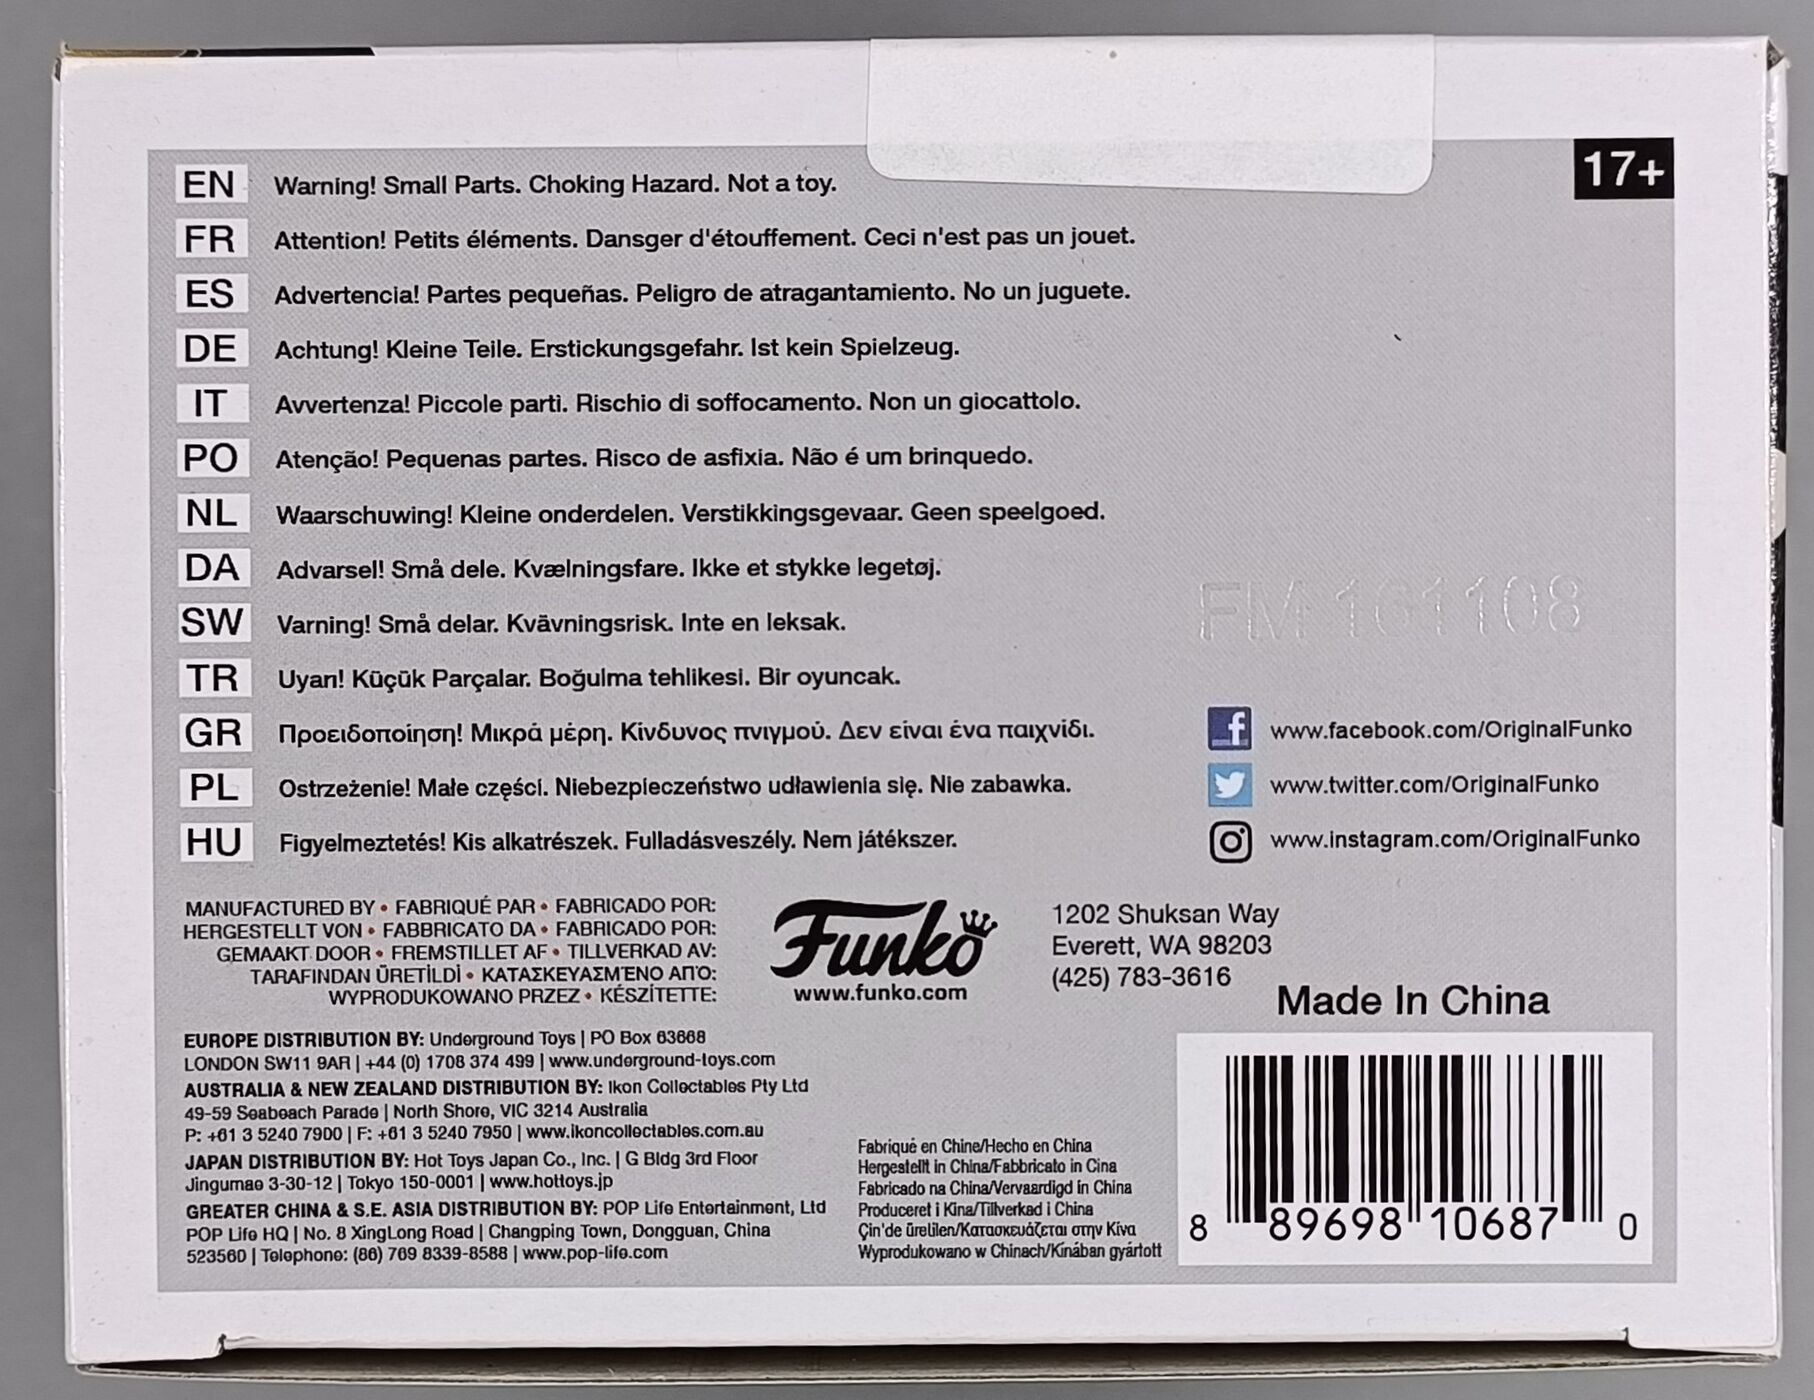 17+
EN Warning! Small Parts. Choking Hazard. Not a toy.
FR Attention! Petits éléments. Dansger d'étouffement. Ceci n'est pas un jouet.
ES Advertencia! Partes pequeñas. Peligro de atragantamiento. No un juguete.
DE Achtung! Kleine Teile. Erstickungsgefahr. Ist kein Spielzeug.
IT Avvertenza! Piccole parti. Rischio di soffocamento. Non un giocattolo.
PO Atenção! Pequenas partes. Risco de asfixia. Não é um brinquedo.
NL Waarschuwing! Kleine onderdelen. Verstikkingsgevaar. Geen speelgoed.
DA Advarsel! Små dele. Kvælningsfare. Ikke et stykke legetøj.
SW Varning! Små delar. Kvävningsrisk. Inte en leksak.
TR Uyarı! Küçük Parçalar. Boğulma tehlikesi. Bir oyuncak.
GR Προειδοποίηση! Μικρά μέρη. Κίνδυνος πνιγμού. Δεν είναι ένα παιχνίδι.
PL Ostrzeżenie! Małe części. Niebezpieczeństwo udławienia się. Nie zabawka.
HU Figyelmeztetés! Kis alkatrészek. Fulladásveszély. Nem játékszer.
FM 161108
www.facebook.com/OriginalFunko
www.twitter.com/OriginalFunko
www.instagram.com/OriginalFunko
MANUFACTURED BY • FABRIQUÉ PAR • FABRICADO POR:
HERGESTELLT VON • FABBRICATO DA • FABRICADO POR:
GEMAAKT DOOR • FREMSTILLET AF • TILLVERKAD AV:
TARAFINDAN ÜRETİLDİ • ΚΑΤΑΣΚΕΥΑΣΜΈΝΟ ΑΠΌ:
WYPRODUKOWANO PRZEZ • KÉSZÍTETTE:
Funko
www.funko.com
1202 Shuksan Way
Everett, WA 98203
(425) 783-3616
Made In China
EUROPE DISTRIBUTION BY: Underground Toys | PO Box 63668
LONDON SW11 9AR | +44 (0) 1708 374 499 | www.underground-toys.com
AUSTRALIA & NEW ZEALAND DISTRIBUTION BY: Ikon Collectables Pty Ltd
49-59 Seabeach Parade | North Shore, VIC 3214 Australia
P: +61 3 5240 7900 | F: +61 3 5240 7950 | www.ikoncollectables.com.au
JAPAN DISTRIBUTION BY: Hot Toys Japan Co., Inc. | G Bldg 3rd Floor
Jingumae 3-30-12 | Tokyo 150-0001 | www.hottoys.jp
GREATER CHINA & S.E. ASIA DISTRIBUTION BY: POP Life Entertainment, Ltd
POP Life HQ | No. 8 XingLong Road | Changping Town, Dongguan, China
523560 | Telephone: (86) 769 8339-8588 | www.pop-life.com
Fabriqué en Chine/Hecho en China
Hergestellt in China/Fabbricato in Cina
Fabricado na China/Vervaardigd in China
Produceret i Kina/Tillverkad i China
Çin'de üretilen/Κατασκευάζεται στην Κίνα
Wyprodukowano w Chinach/Kínában gyártott
8 89698 10687 0